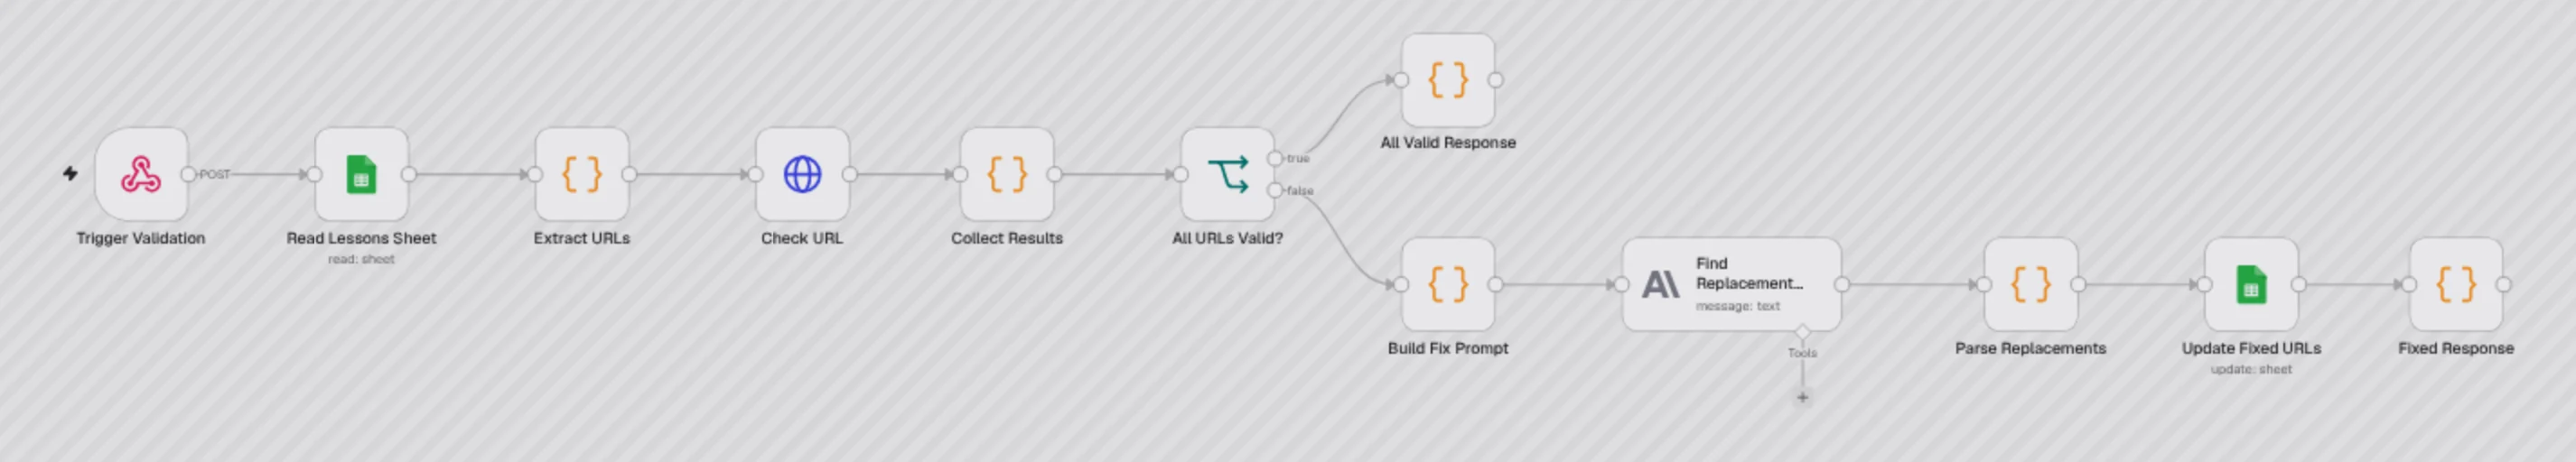 POST
Trigger Validation
Read Lessons Sheet
read: sheet
Extract URLs
Check URL
Collect Results
All URLs Valid?
true
false
All Valid Response
Build Fix Prompt
Find
Replacement...
message: text
Tools
+
Parse Replacements
Update Fixed URLs
update: sheet
Fixed Response